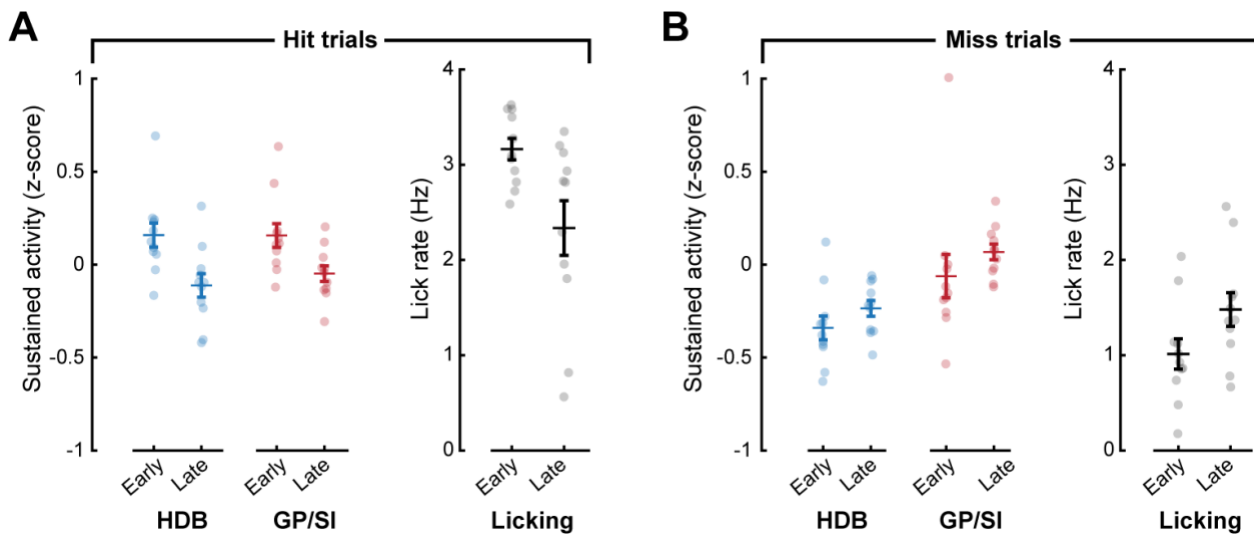 A
Hit trials
Sustained activity (z-score)
1
0.5
0
-0.5
-1
Early
Late
HDB
Early
Late
GP/SI
Lick rate (Hz)
4
3
2
1
0
Early
Late
Licking
B
Miss trials
Sustained activity (z-score)
1
0.5
0
-0.5
-1
Early
Late
HDB
Early
Late
GP/SI
Lick rate (Hz)
4
3
2
1
0
Early
Late
Licking